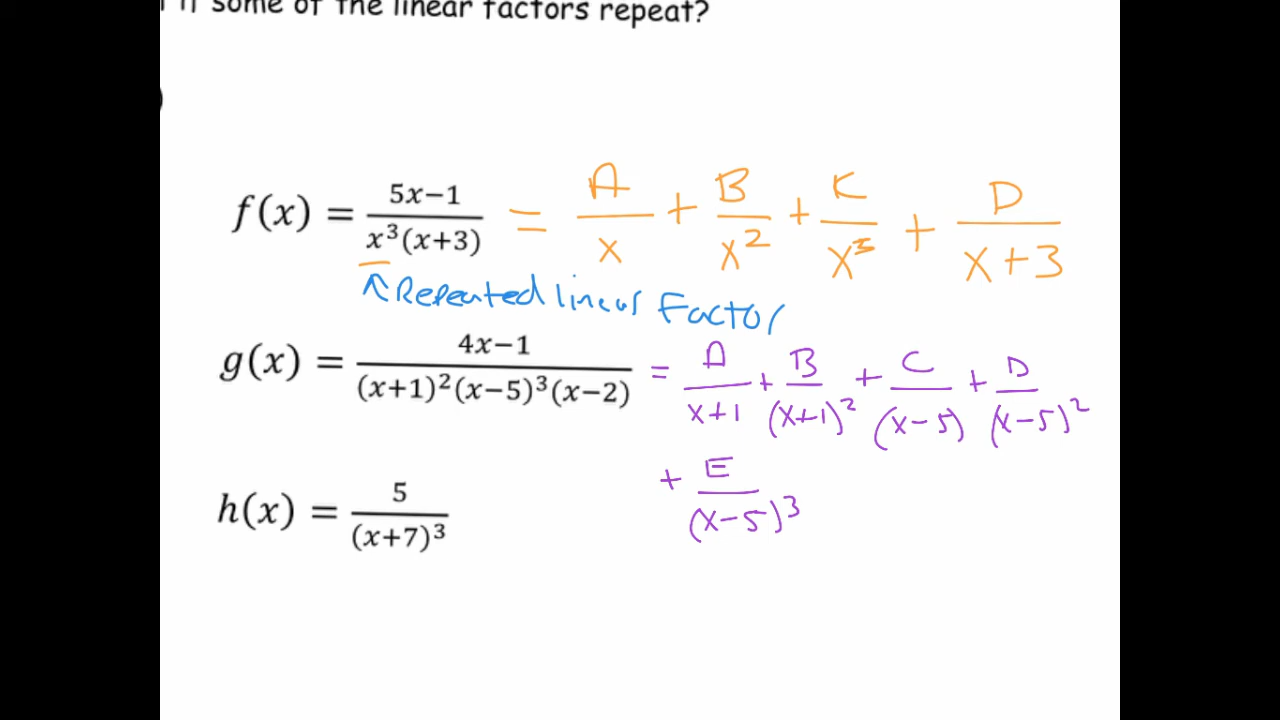 if some of the linear factors repeat?
f(x) = 5x−1 / x³(x+3) = A/x + B/x² + C/x³ + D/x+3
↑ Repeated linear Factor
g(x) = 4x−1 / (x+1)²(x−5)³(x−2) = A/x+1 + B/(x+1)² + C/(x−5) + D/(x−5)²
+ E/(x−5)³
h(x) = 5 / (x+7)³